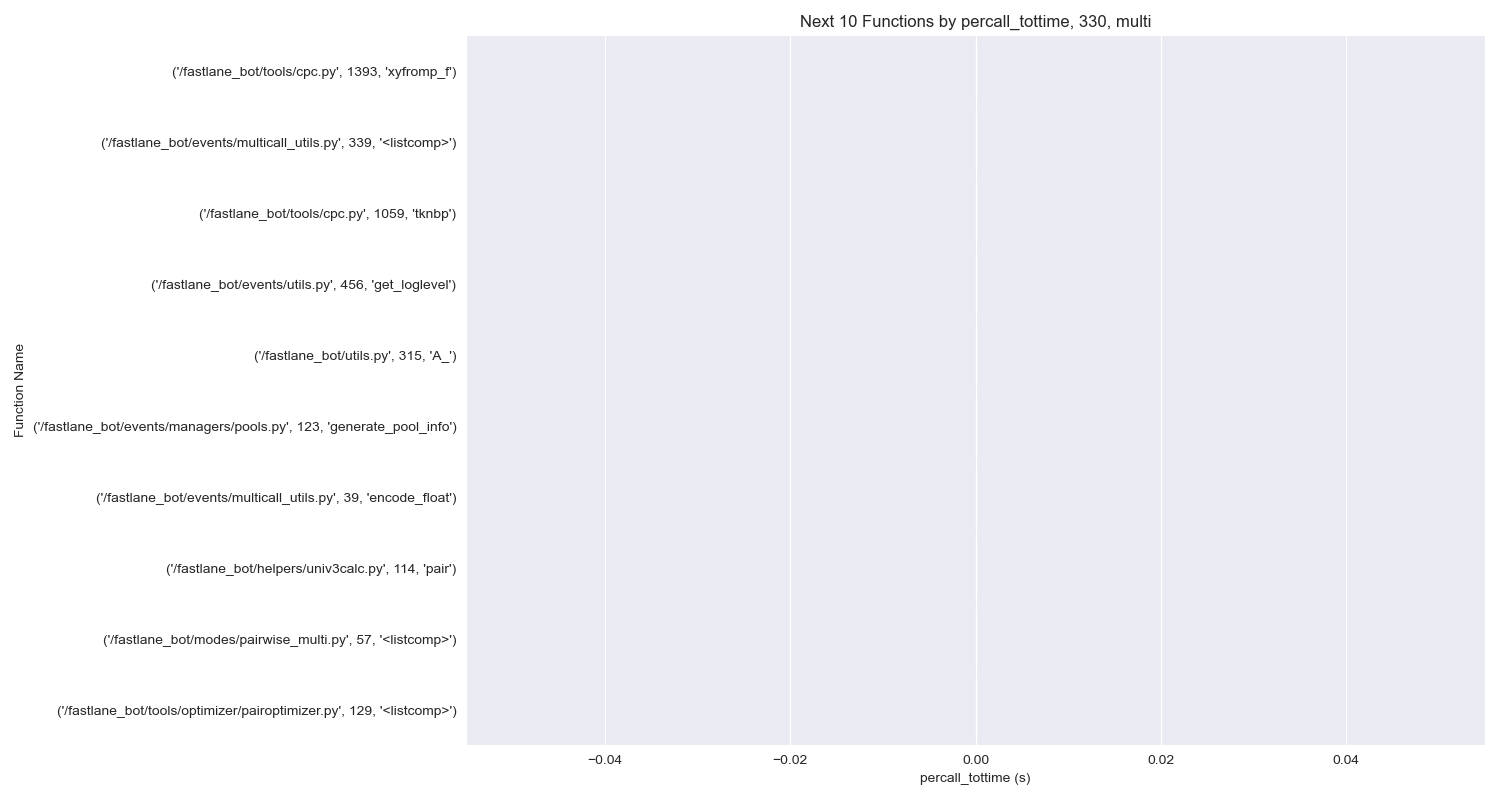 Next 10 Functions by percall_tottime, 330, multi
('/fastlane_bot/tools/cpc.py', 1393, 'xyfromp_f')
('/fastlane_bot/events/multicall_utils.py', 339, '<listcomp>')
('/fastlane_bot/tools/cpc.py', 1059, 'tknbp')
('/fastlane_bot/events/utils.py', 456, 'get_loglevel')
('/fastlane_bot/utils.py', 315, 'A_')
('/fastlane_bot/events/managers/pools.py', 123, 'generate_pool_info')
('/fastlane_bot/events/multicall_utils.py', 39, 'encode_float')
('/fastlane_bot/helpers/univ3calc.py', 114, 'pair')
('/fastlane_bot/modes/pairwise_multi.py', 57, '<listcomp>')
('/fastlane_bot/tools/optimizer/pairoptimizer.py', 129, '<listcomp>')
Function Name
−0.04 −0.02 0.00 0.02 0.04
percall_tottime (s)